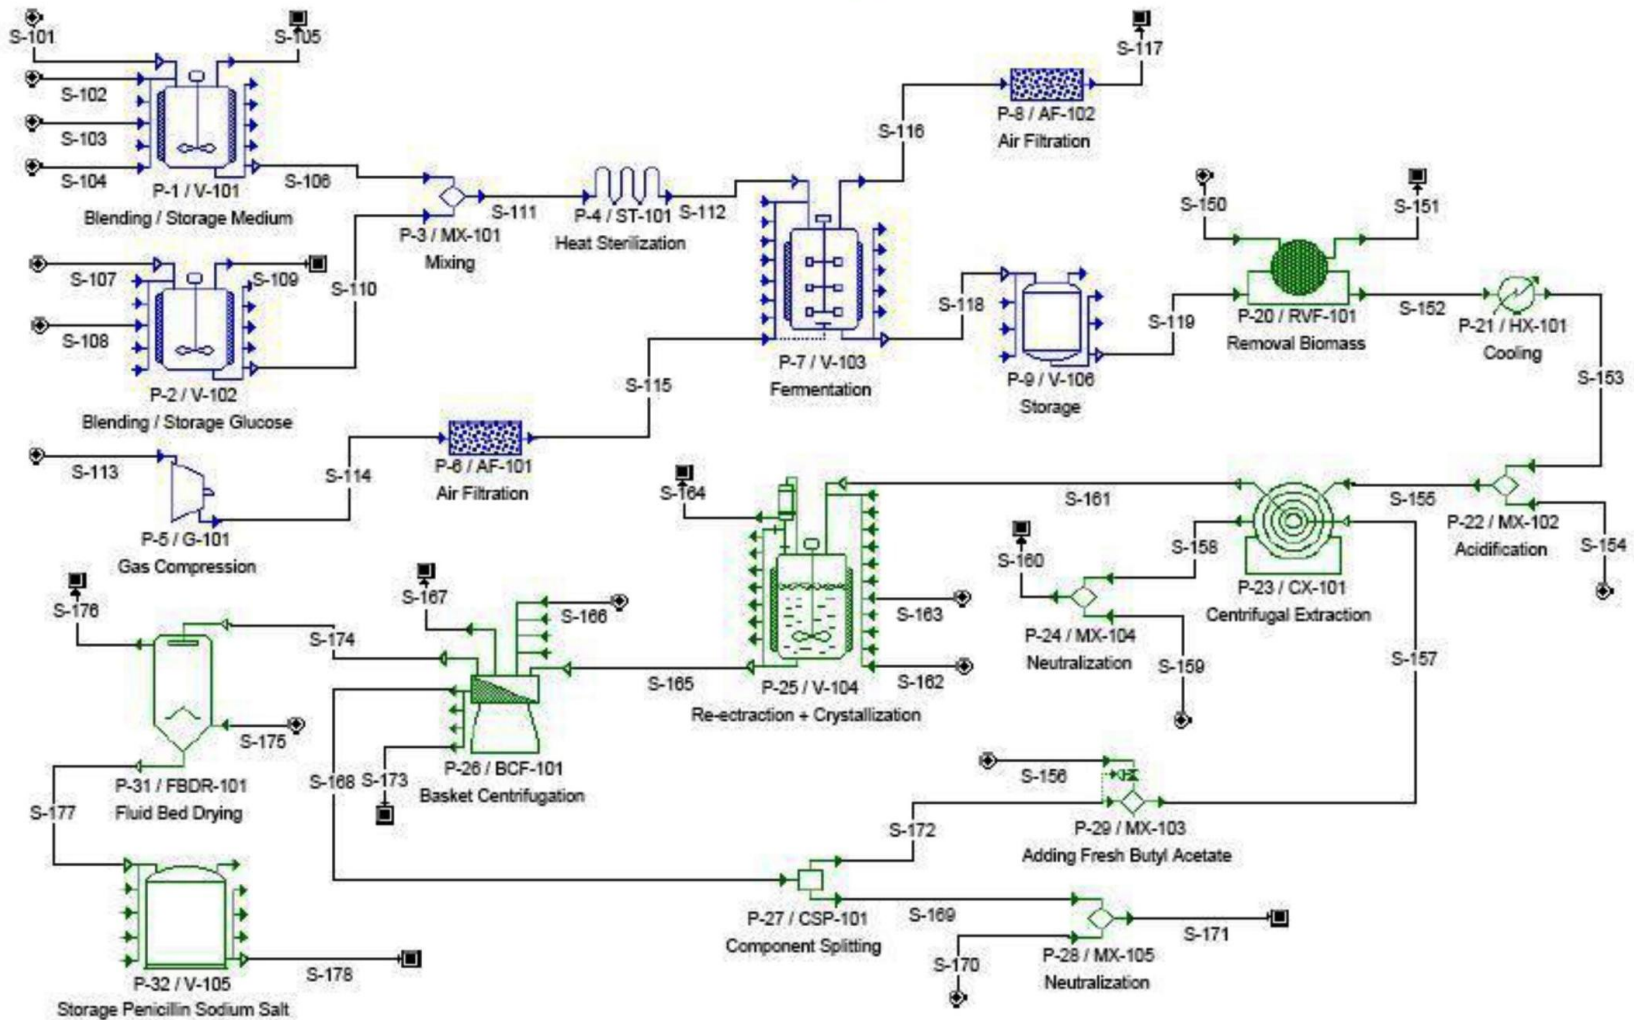 S-101
S-105
S-102
S-103
S-104
S-106
P-1 / V-101
Blending / Storage Medium
S-107
S-109
S-108
S-110
P-2 / V-102
Blending / Storage Glucose
P-3 / MX-101
Mixing
S-111
P-4 / ST-101
Heat Sterilization
S-112
S-113
P-5 / G-101
Gas Compression
S-114
P-6 / AF-101
Air Filtration
S-115
S-116
P-8 / AF-102
Air Filtration
S-117
P-7 / V-103
Fermentation
S-118
P-9 / V-106
Storage
S-119
S-150
S-151
P-20 / RVF-101
Removal Biomass
S-152
P-21 / HX-101
Cooling
S-153
S-154
P-22 / MX-102
Acidification
S-155
P-23 / CX-101
Centrifugal Extraction
S-157
S-158
S-160
P-24 / MX-104
Neutralization
S-159
S-161
S-164
S-163
S-162
P-25 / V-104
Re-ectraction + Crystallization
S-165
S-167
S-166
P-26 / BCF-101
Basket Centrifugation
S-168
S-173
S-174
S-176
S-175
P-31 / FBDR-101
Fluid Bed Drying
S-177
P-32 / V-105
Storage Penicillin Sodium Salt
S-178
S-156
P-29 / MX-103
Adding Fresh Butyl Acetate
S-172
P-27 / CSP-101
Component Splitting
S-169
S-170
P-28 / MX-105
Neutralization
S-171